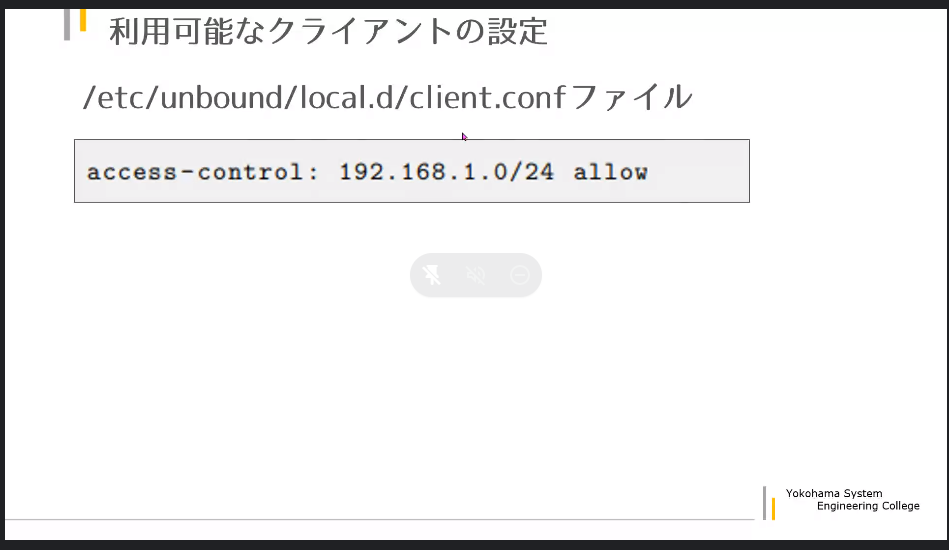 利用可能なクライアントの設定
/etc/unbound/local.d/client.confファイル
access-control: 192.168.1.0/24 allow
Yokohama System
Engineering College